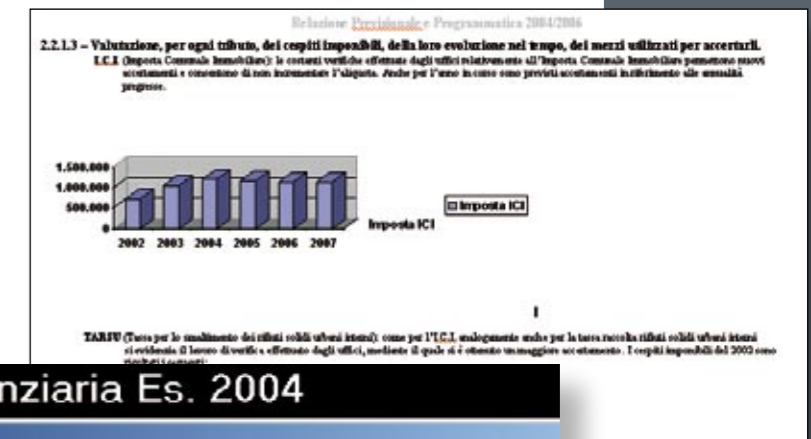 Relazione Previsionale e Programmatica 2004/2006
2.2.1.3 – Valutazione, per ogni tributo, dei cespiti imponibili, della loro evoluzione nel tempo, dei mezzi utilizzati per accertarli.
I.C.I. (Imposta Comunale Immobiliare): le costanti verifiche effettuate dagli uffici relativamente all'Imposta Comunale Immobiliare permettono nuovi
accertamenti e consentono di non incrementare l'aliquota. Anche per l'anno in corso sono previsti accertamenti in riferimento alle annualità
pregresse.
1.500.000
1.000.000
500.000
0
2002 2003 2004 2005 2006 2007
Imposta ICI
Imposta ICI
TARSU (Tassa per lo smaltimento dei rifiuti solidi urbani interni): come per l'I.C.I. analogamente anche per la tassa raccolta rifiuti solidi urbani interni
si evidenzia il lavoro di verifica effettuato dagli uffici, mediante il quale si è ottenuto un maggiore accertamento. I cespiti imponibili del 2002 sono
nziaria Es. 2004